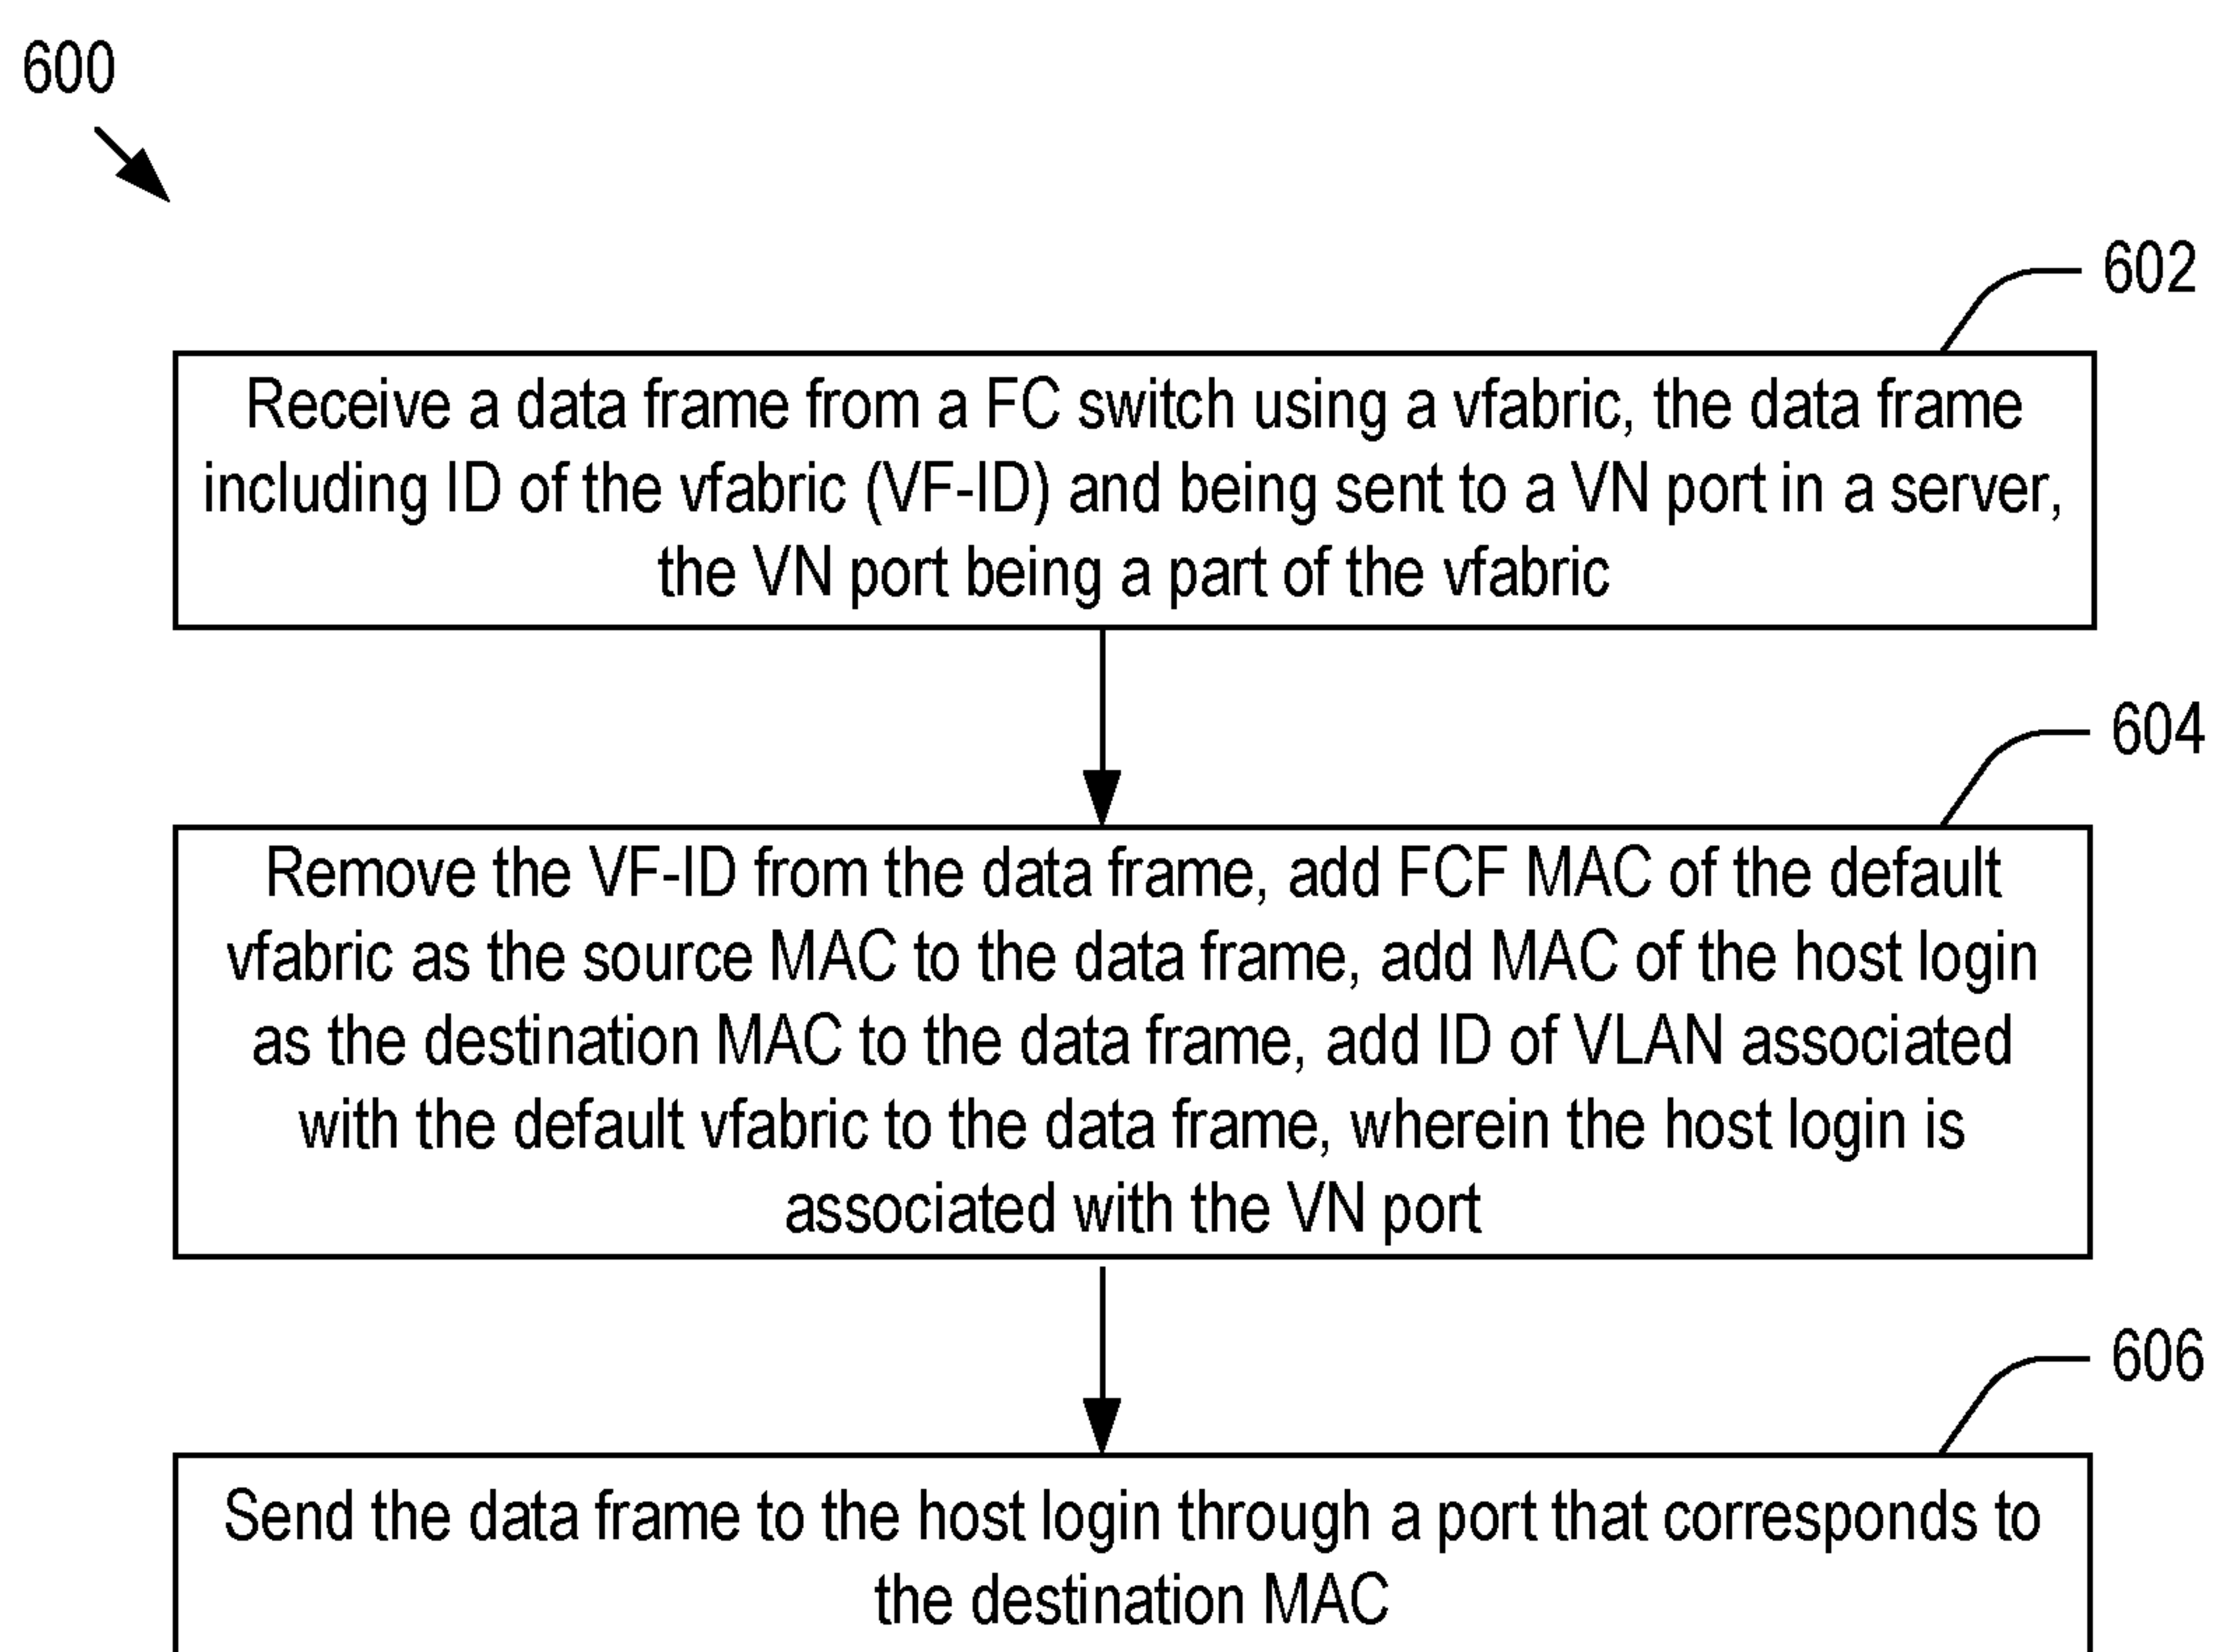 600
602
Receive a data frame from a FC switch using a vfabric, the data frame
including ID of the vfabric (VF-ID) and being sent to a VN port in a server,
the VN port being a part of the vfabric
604
Remove the VF-ID from the data frame, add FCF MAC of the default
vfabric as the source MAC to the data frame, add MAC of the host login
as the destination MAC to the data frame, add ID of VLAN associated
with the default vfabric to the data frame, wherein the host login is
associated with the VN port
606
Send the data frame to the host login through a port that corresponds to
the destination MAC